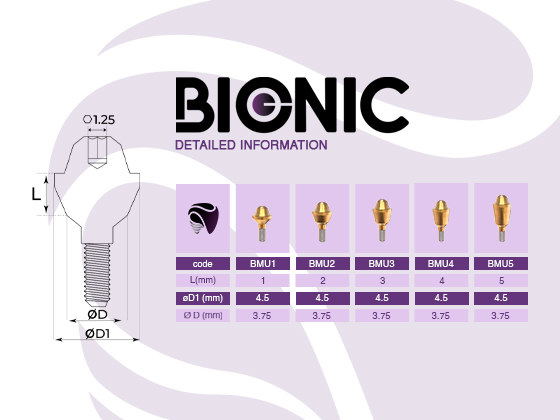 BIONIC
DETAILED INFORMATION
⬡1.25
L
ØD
ØD1
code BMU1 BMU2 BMU3 BMU4 BMU5
L(mm) 1 2 3 4 5
øD1 (mm) 4.5 4.5 4.5 4.5 4.5
Ø D (mm) 3.75 3.75 3.75 3.75 3.75